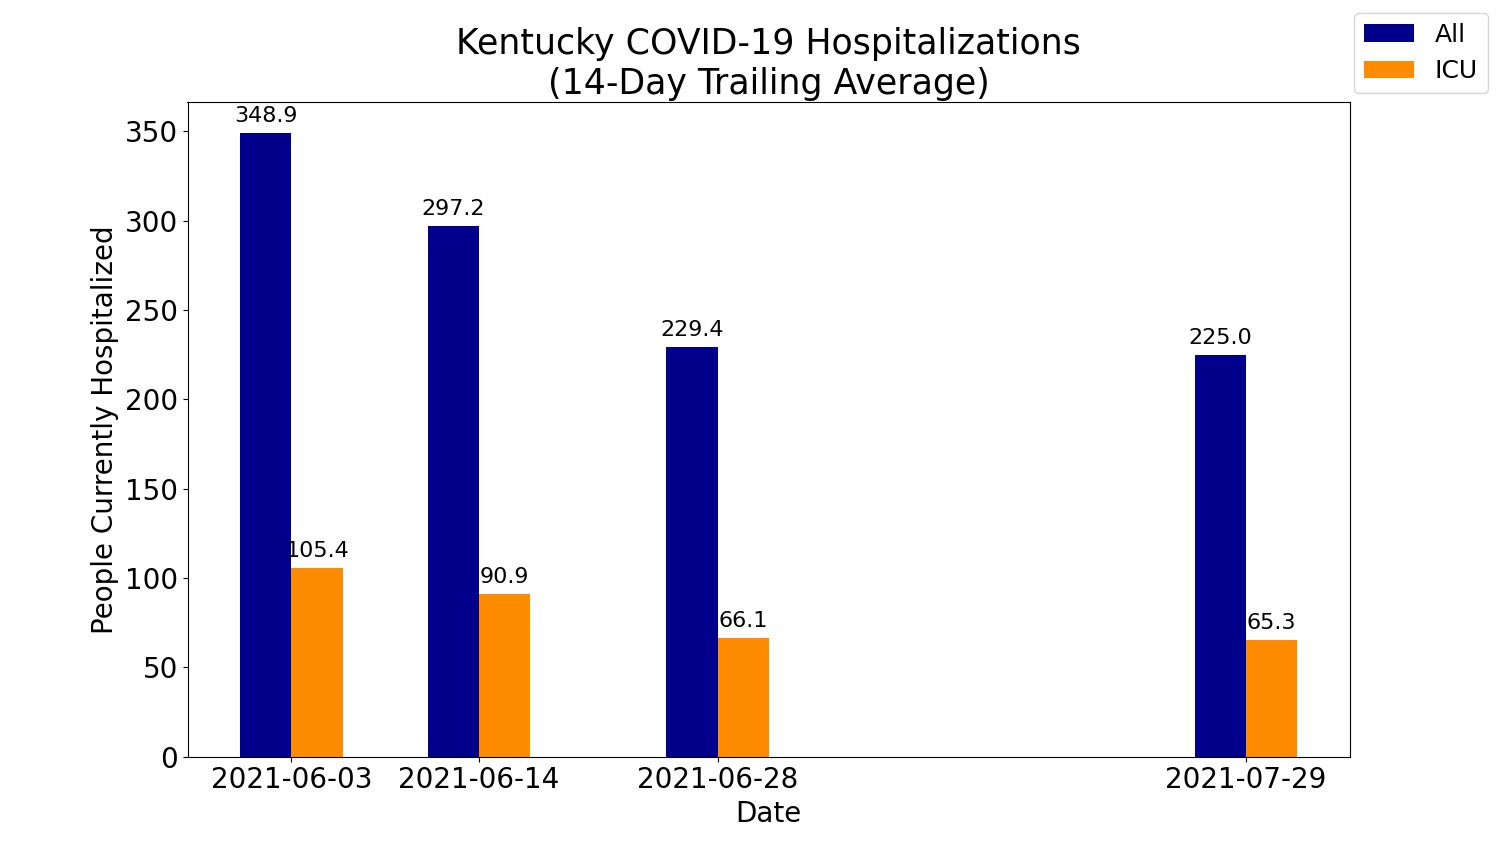 Kentucky COVID-19 Hospitalizations
(14-Day Trailing Average)
All
ICU
People Currently Hospitalized
350
300
250
200
150
100
50
0
348.9
105.4
297.2
90.9
229.4
66.1
225.0
65.3
2021-06-03 2021-06-14 2021-06-28 2021-07-29
Date